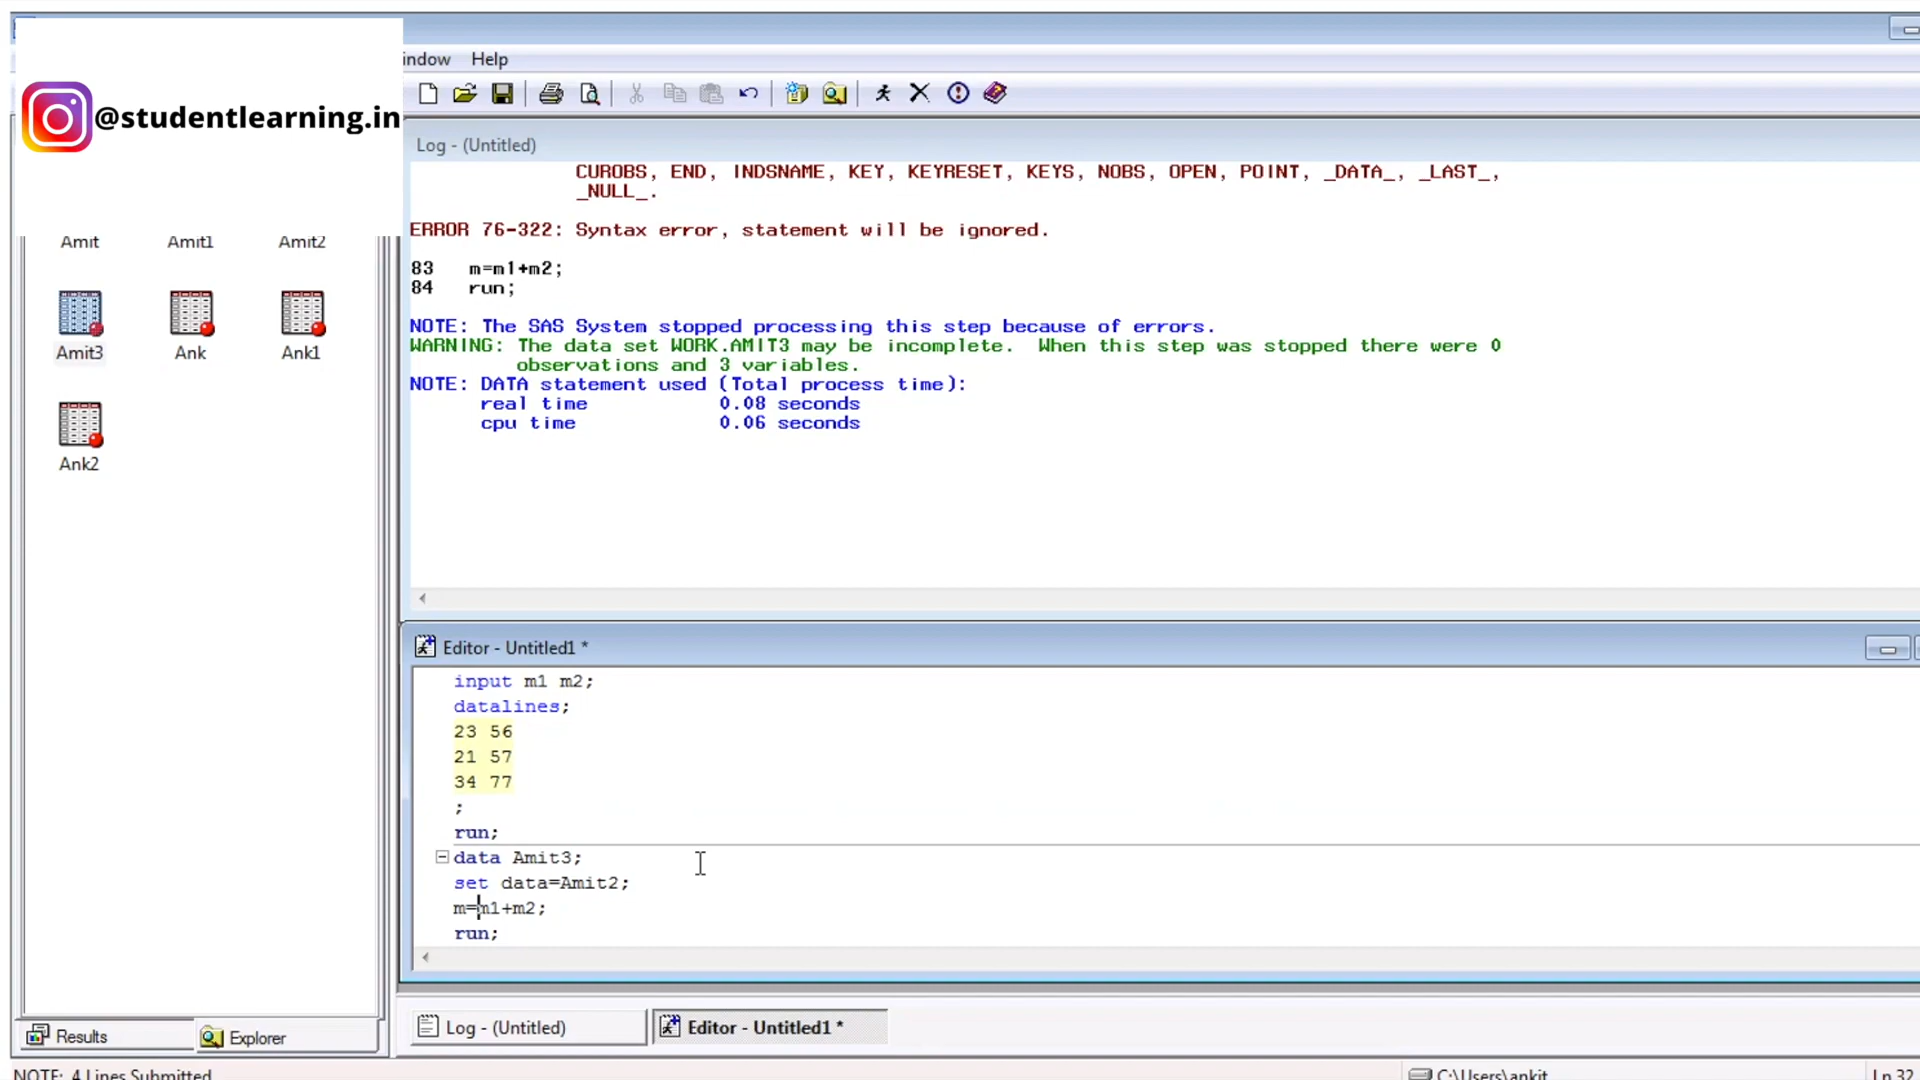 indow Help
@studentlearning.in
Log - (Untitled)
CUROBS, END, INDSNAME, KEY, KEYRESET, KEYS, NOBS, OPEN, POINT, _DATA_, _LAST_,
_NULL_.
ERROR 76-322: Syntax error, statement will be ignored.
83 m=m1+m2;
84 run;
NOTE: The SAS System stopped processing this step because of errors.
WARNING: The data set WORK.AMIT3 may be incomplete. When this step was stopped there were 0
observations and 3 variables.
NOTE: DATA statement used (Total process time):
real time 0.08 seconds
cpu time 0.06 seconds
Amit Amit1 Amit2
Amit3 Ank Ank1
Ank2
Editor - Untitled1 *
input m1 m2;
datalines;
23 56
21 57
34 77
;
run;
data Amit3;
set data=Amit2;
m=m1+m2;
run;
Results Explorer
Log - (Untitled) Editor - Untitled1 *
NOTE: 4 Lines Submitted
C:\Users\ankit
Ln 32